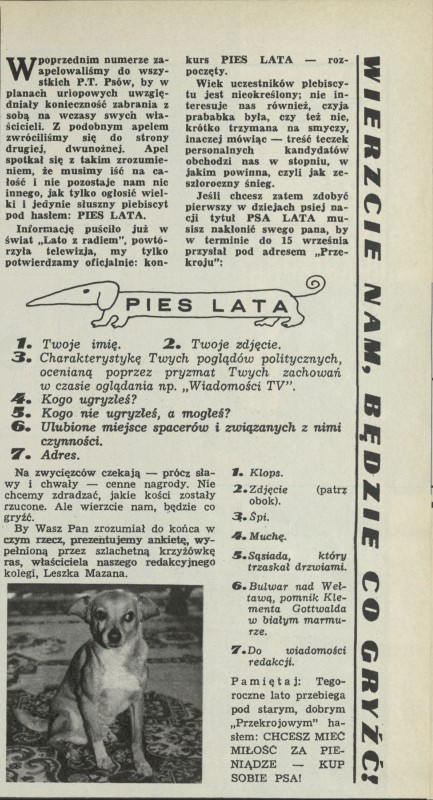 W poprzednim numerze za-
apelowaliśmy do wszy-
stkich P.T. Psów, by w
planach urlopowych uwzglę-
dniały konieczność zabrania z
sobą na wczasy swych wła-
ścicieli. Z podobnym apelem
zwróciliśmy się do strony
drugiej, dwunożnej. Apel
spotkał się z takim zrozumie-
niem, że musimy iść na ca-
łość i nie pozostaje nam nic
innego, jak tylko ogłosić wiel-
ki i jedynie słuszny plebiscyt
pod hasłem: PIES LATA.
Informację puściło już w
świat „Lato z radiem”, powtó-
rzyła telewizja, my tylko
potwierdzamy oficjalnie: kon-
kurs PIES LATA — roz-
poczęty.
Wiek uczestników plebiscy-
tu jest nieokreślony; nie in-
teresuje nas również, czyja
prababka była, czy też nie,
krótko trzymana na smyczy,
inaczej mówiąc — treść teczek
personalnych kandydatów
obchodzi nas w stopniu, w
jakim powinna, czyli jak ze-
szłoroczny śnieg.
Jeśli chcesz zatem zdobyć
pierwszy w dziejach psiej na-
cji tytuł PSA LATA mu-
sisz nakłonić swego pana, by
w terminie do 15 września
przysłał pod adresem „Prze-
kroju”:
PIES LATA
1. Twoje imię. 2. Twoje zdjęcie.
3. Charakterystykę Twych poglądów politycznych,
ocenianą poprzez pryzmat Twych zachowań
w czasie oglądania np. „Wiadomości TV”.
4. Kogo ugryzłeś?
5. Kogo nie ugryzłeś, a mogłeś?
6. Ulubione miejsce spacerów i związanych z nimi
czynności.
7. Adres.
Na zwycięzców czekają — prócz sła-
wy i chwały — cenne nagrody. Nie
chcemy zdradzać, jakie kości zostały
rzucone. Ale wierzcie nam, będzie co
gryźć.
By Wasz Pan zrozumiał do końca w
czym rzecz, prezentujemy ankietę, wy-
pełnioną przez szlachetną krzyżówkę
ras, właściciela naszego redakcyjnego
kolegi, Leszka Mazana.
1. Klops.
2. Zdjęcie (patrz
obok).
3. Śpi.
4. Muchę.
5. Sąsiada, który
trzaskał drzwiami.
6. Bulwar nad Weł-
tawą, pomnik Kle-
menta Gottwalda
w białym marmu-
rze.
7. Do wiadomości
redakcji.
Pamiętaj: Tego-
roczne lato przebiega
pod starym, dobrym
„Przekrojowym” ha-
słem: CHCESZ MIEĆ
MIŁOŚĆ ZA PIE-
NIĄDZE — KUP
SOBIE PSA!
WIERZCIE NAM, BĘDZIE CO GRYŹĆ!